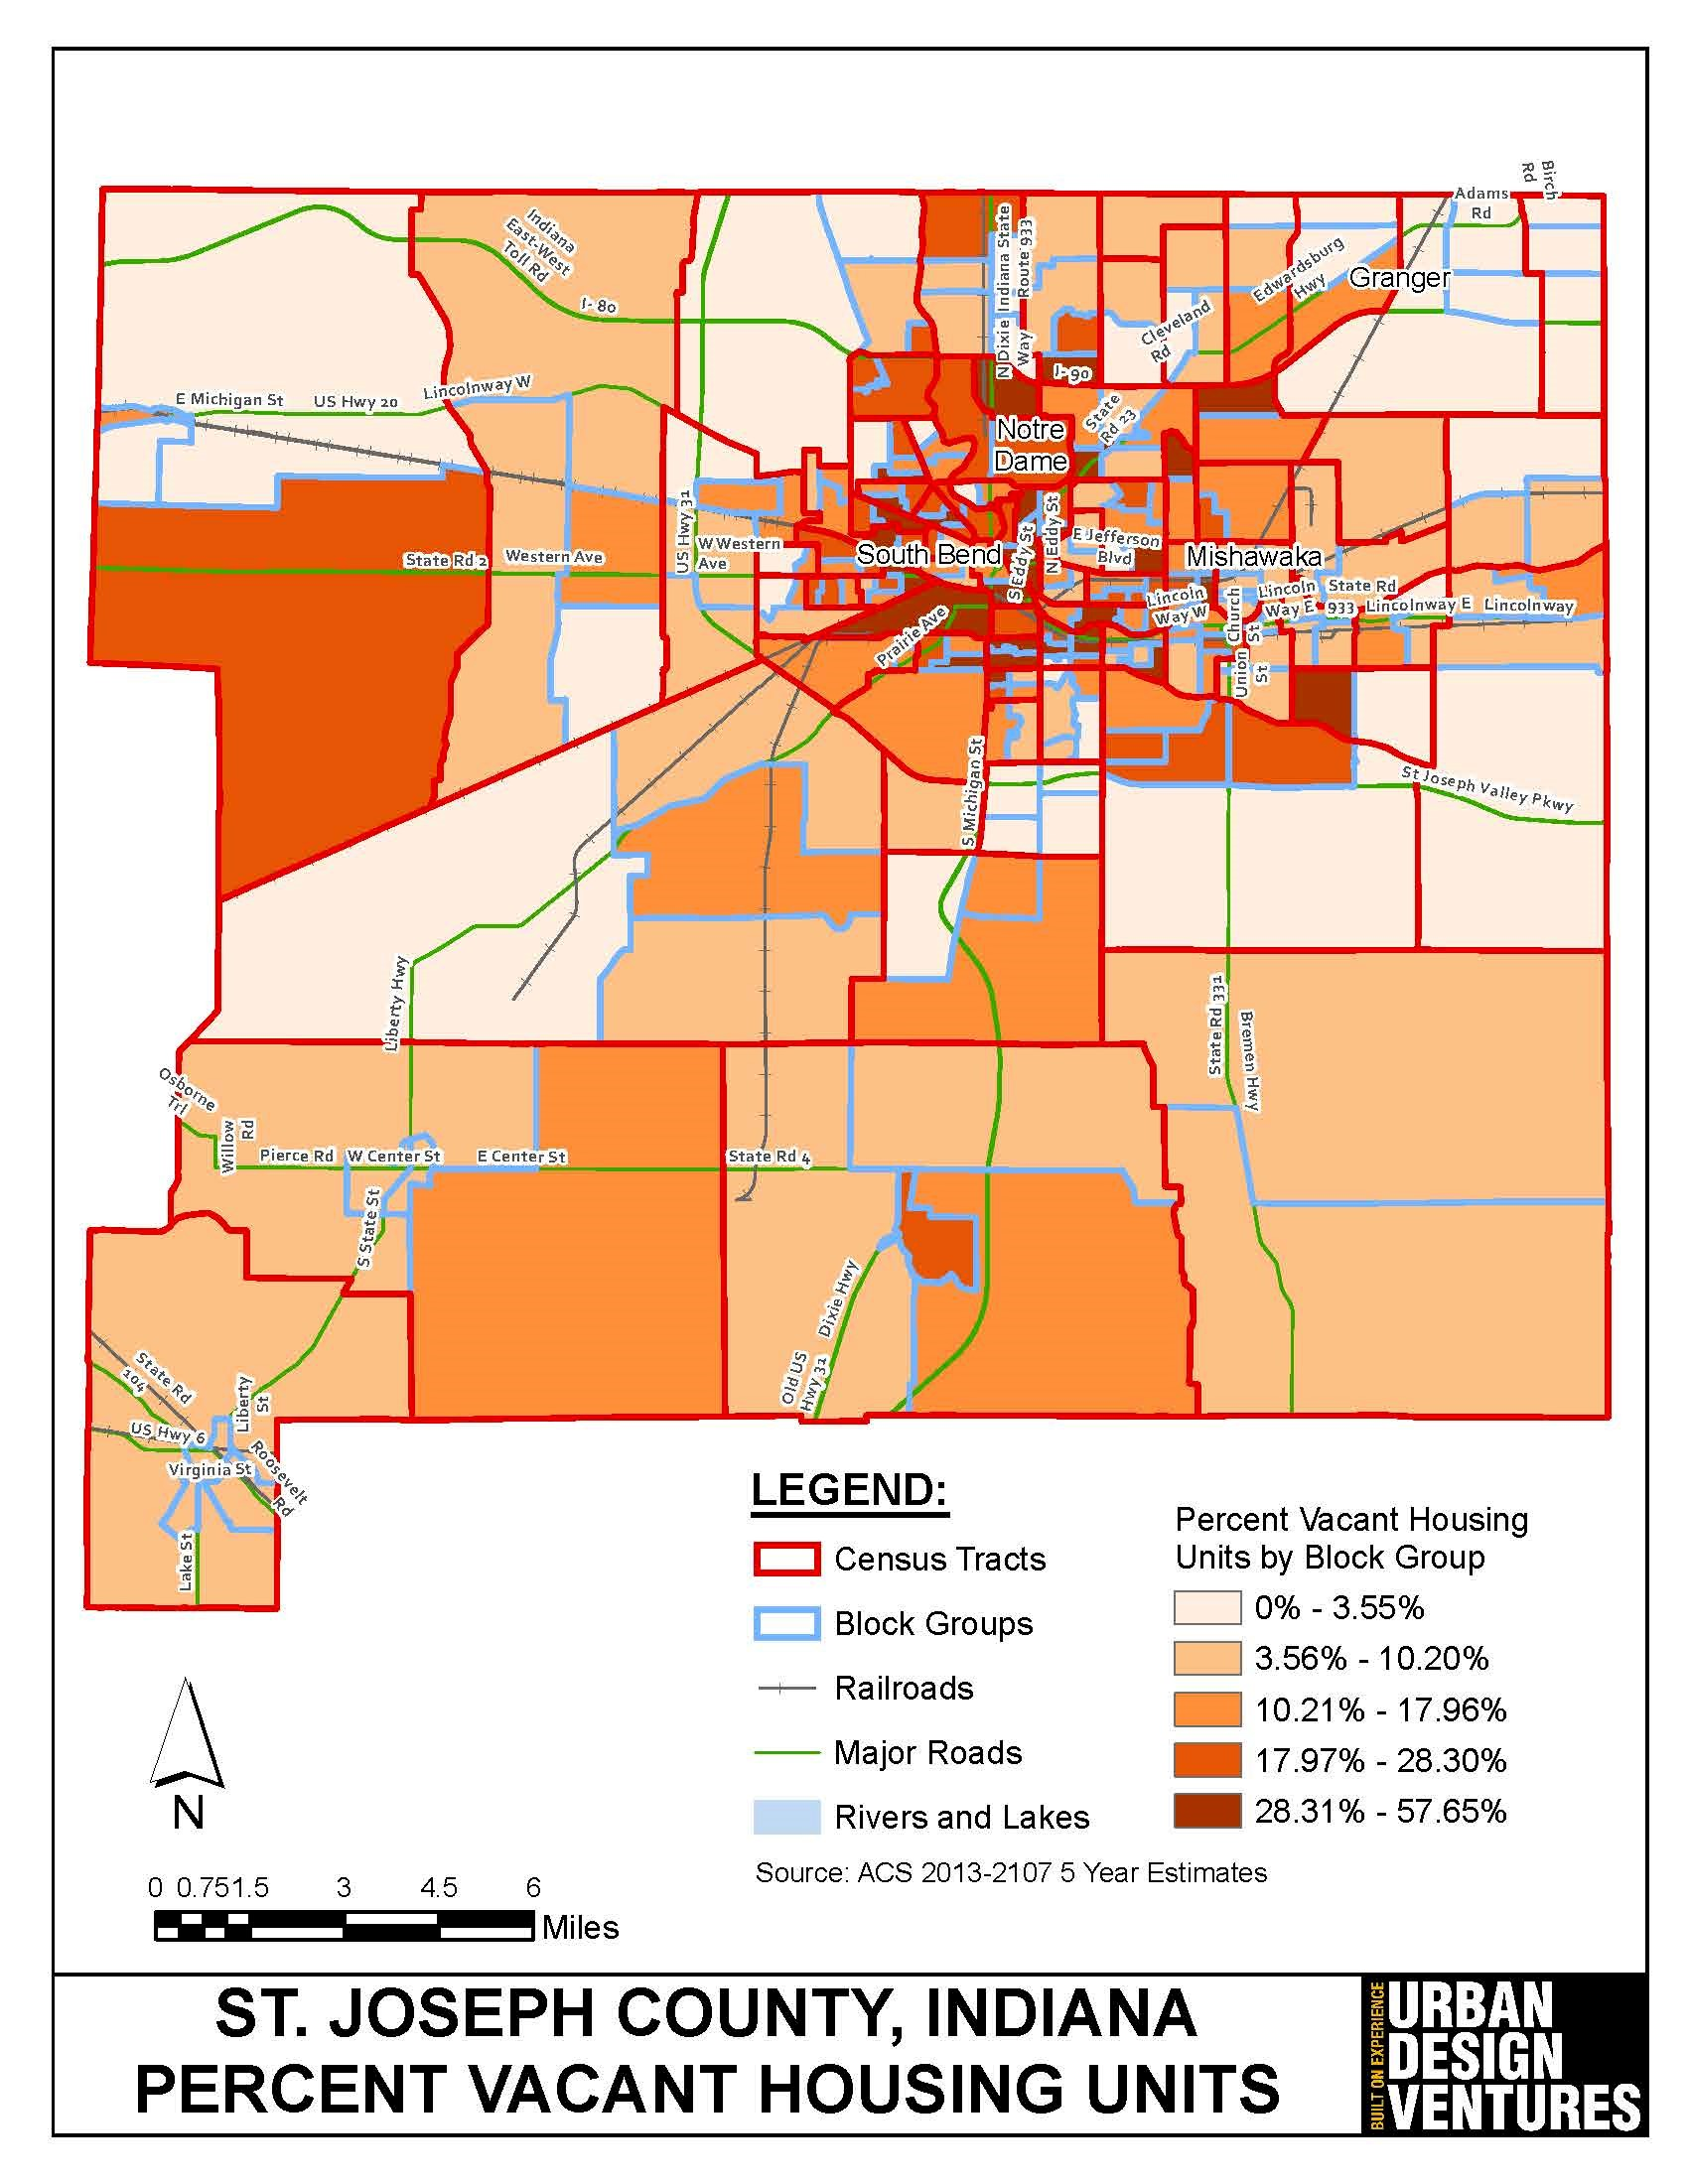 Birch
Rd
Adams
Rd
Indiana
East-West
Toll Rd
I- 80
N Dixie Indiana State
Way Route 933
Edwardsburg
Hwy
Granger
Cleveland
Rd
I-90
E Michigan St
US Hwy 20
Lincolnway W
State
Rd 23
Notre
Dame
US Hwy 31
State Rd 2
Western Ave
W Western
Ave
South Bend
S Eddy St
N Eddy St
E Jefferson
Blvd
Mishawaka
Prairie Ave
Lincoln
Way W
Church
St
Union
St
Lincoln
Way E
State Rd
933
Lincolnway E
Lincolnway
S Michigan St
St Joseph Valley Pkwy
Liberty Hwy
State Rd 331
Bremen Hwy
Osborne
Trl
Willow
Rd
Pierce Rd
W Center St
E Center St
State Rd 4
S State St
Old US
Hwy 31
Dixie Hwy
State Rd
104
US Hwy 6
Liberty
St
Virginia St
Roosevelt
Rd
Lake St
LEGEND:
Census Tracts
Block Groups
Railroads
Major Roads
Rivers and Lakes
Percent Vacant Housing
Units by Block Group
0% - 3.55%
3.56% - 10.20%
10.21% - 17.96%
17.97% - 28.30%
28.31% - 57.65%
Source: ACS 2013-2107 5 Year Estimates
N
0 0.75 1.5 3 4.5 6
Miles
ST. JOSEPH COUNTY, INDIANA
PERCENT VACANT HOUSING UNITS
BUILT ON EXPERIENCE
URBAN
DESIGN
VENTURES